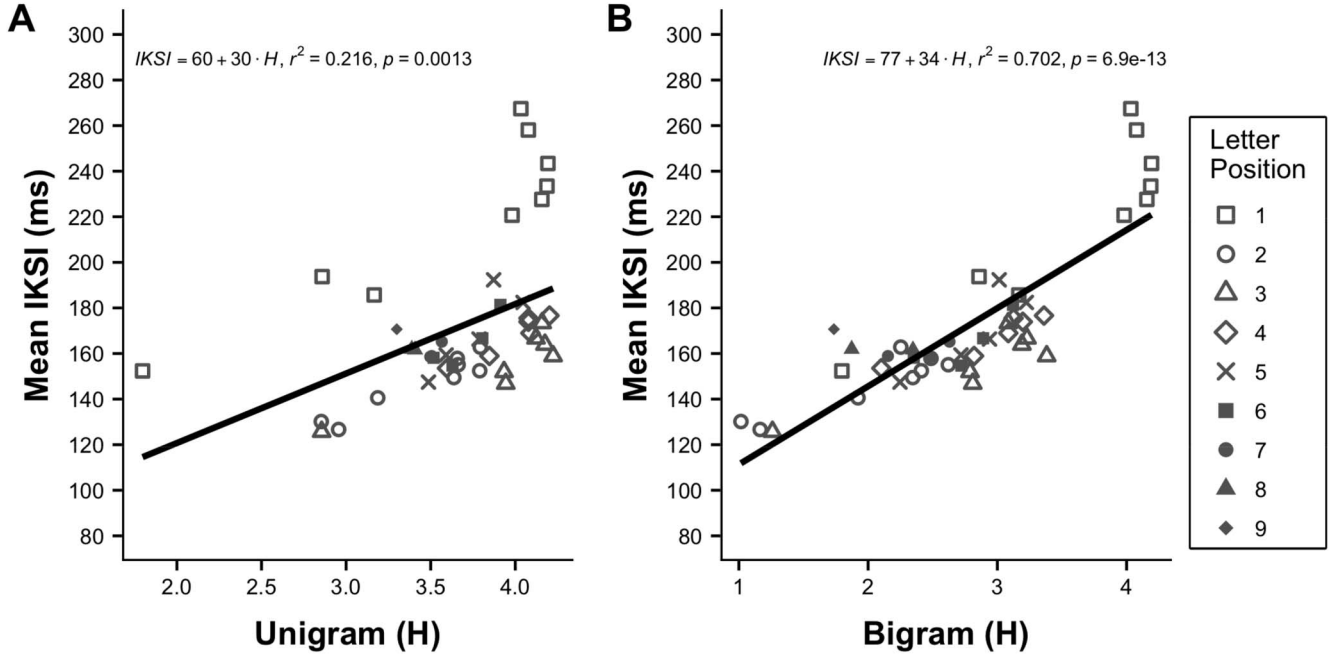 A
IKSI = 60 + 30 · H, r² = 0.216, p = 0.0013
300
280
260
240
220
200
180
160
140
120
100
80
Mean IKSI (ms)
2.0 2.5 3.0 3.5 4.0
Unigram (H)
B
IKSI = 77 + 34 · H, r² = 0.702, p = 6.9e-13
300
280
260
240
220
200
180
160
140
120
100
80
Mean IKSI (ms)
1 2 3 4
Bigram (H)
Letter
Position
1
2
3
4
5
6
7
8
9